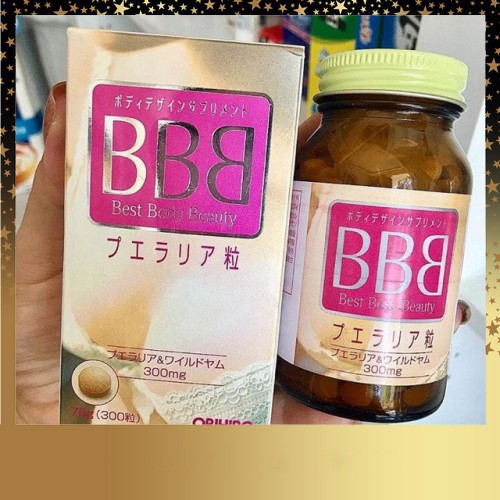 ボディデザインサプリメント
BBB
Best Body Beauty
プエラリア粒
プエラリア&ワイルドヤム
300mg
75g(300粒)
ORIHIRO
ボディデザインサプリメント
BBB
Best Body Beauty
プエラリア粒
プエラリア&ワイルドヤム
300mg